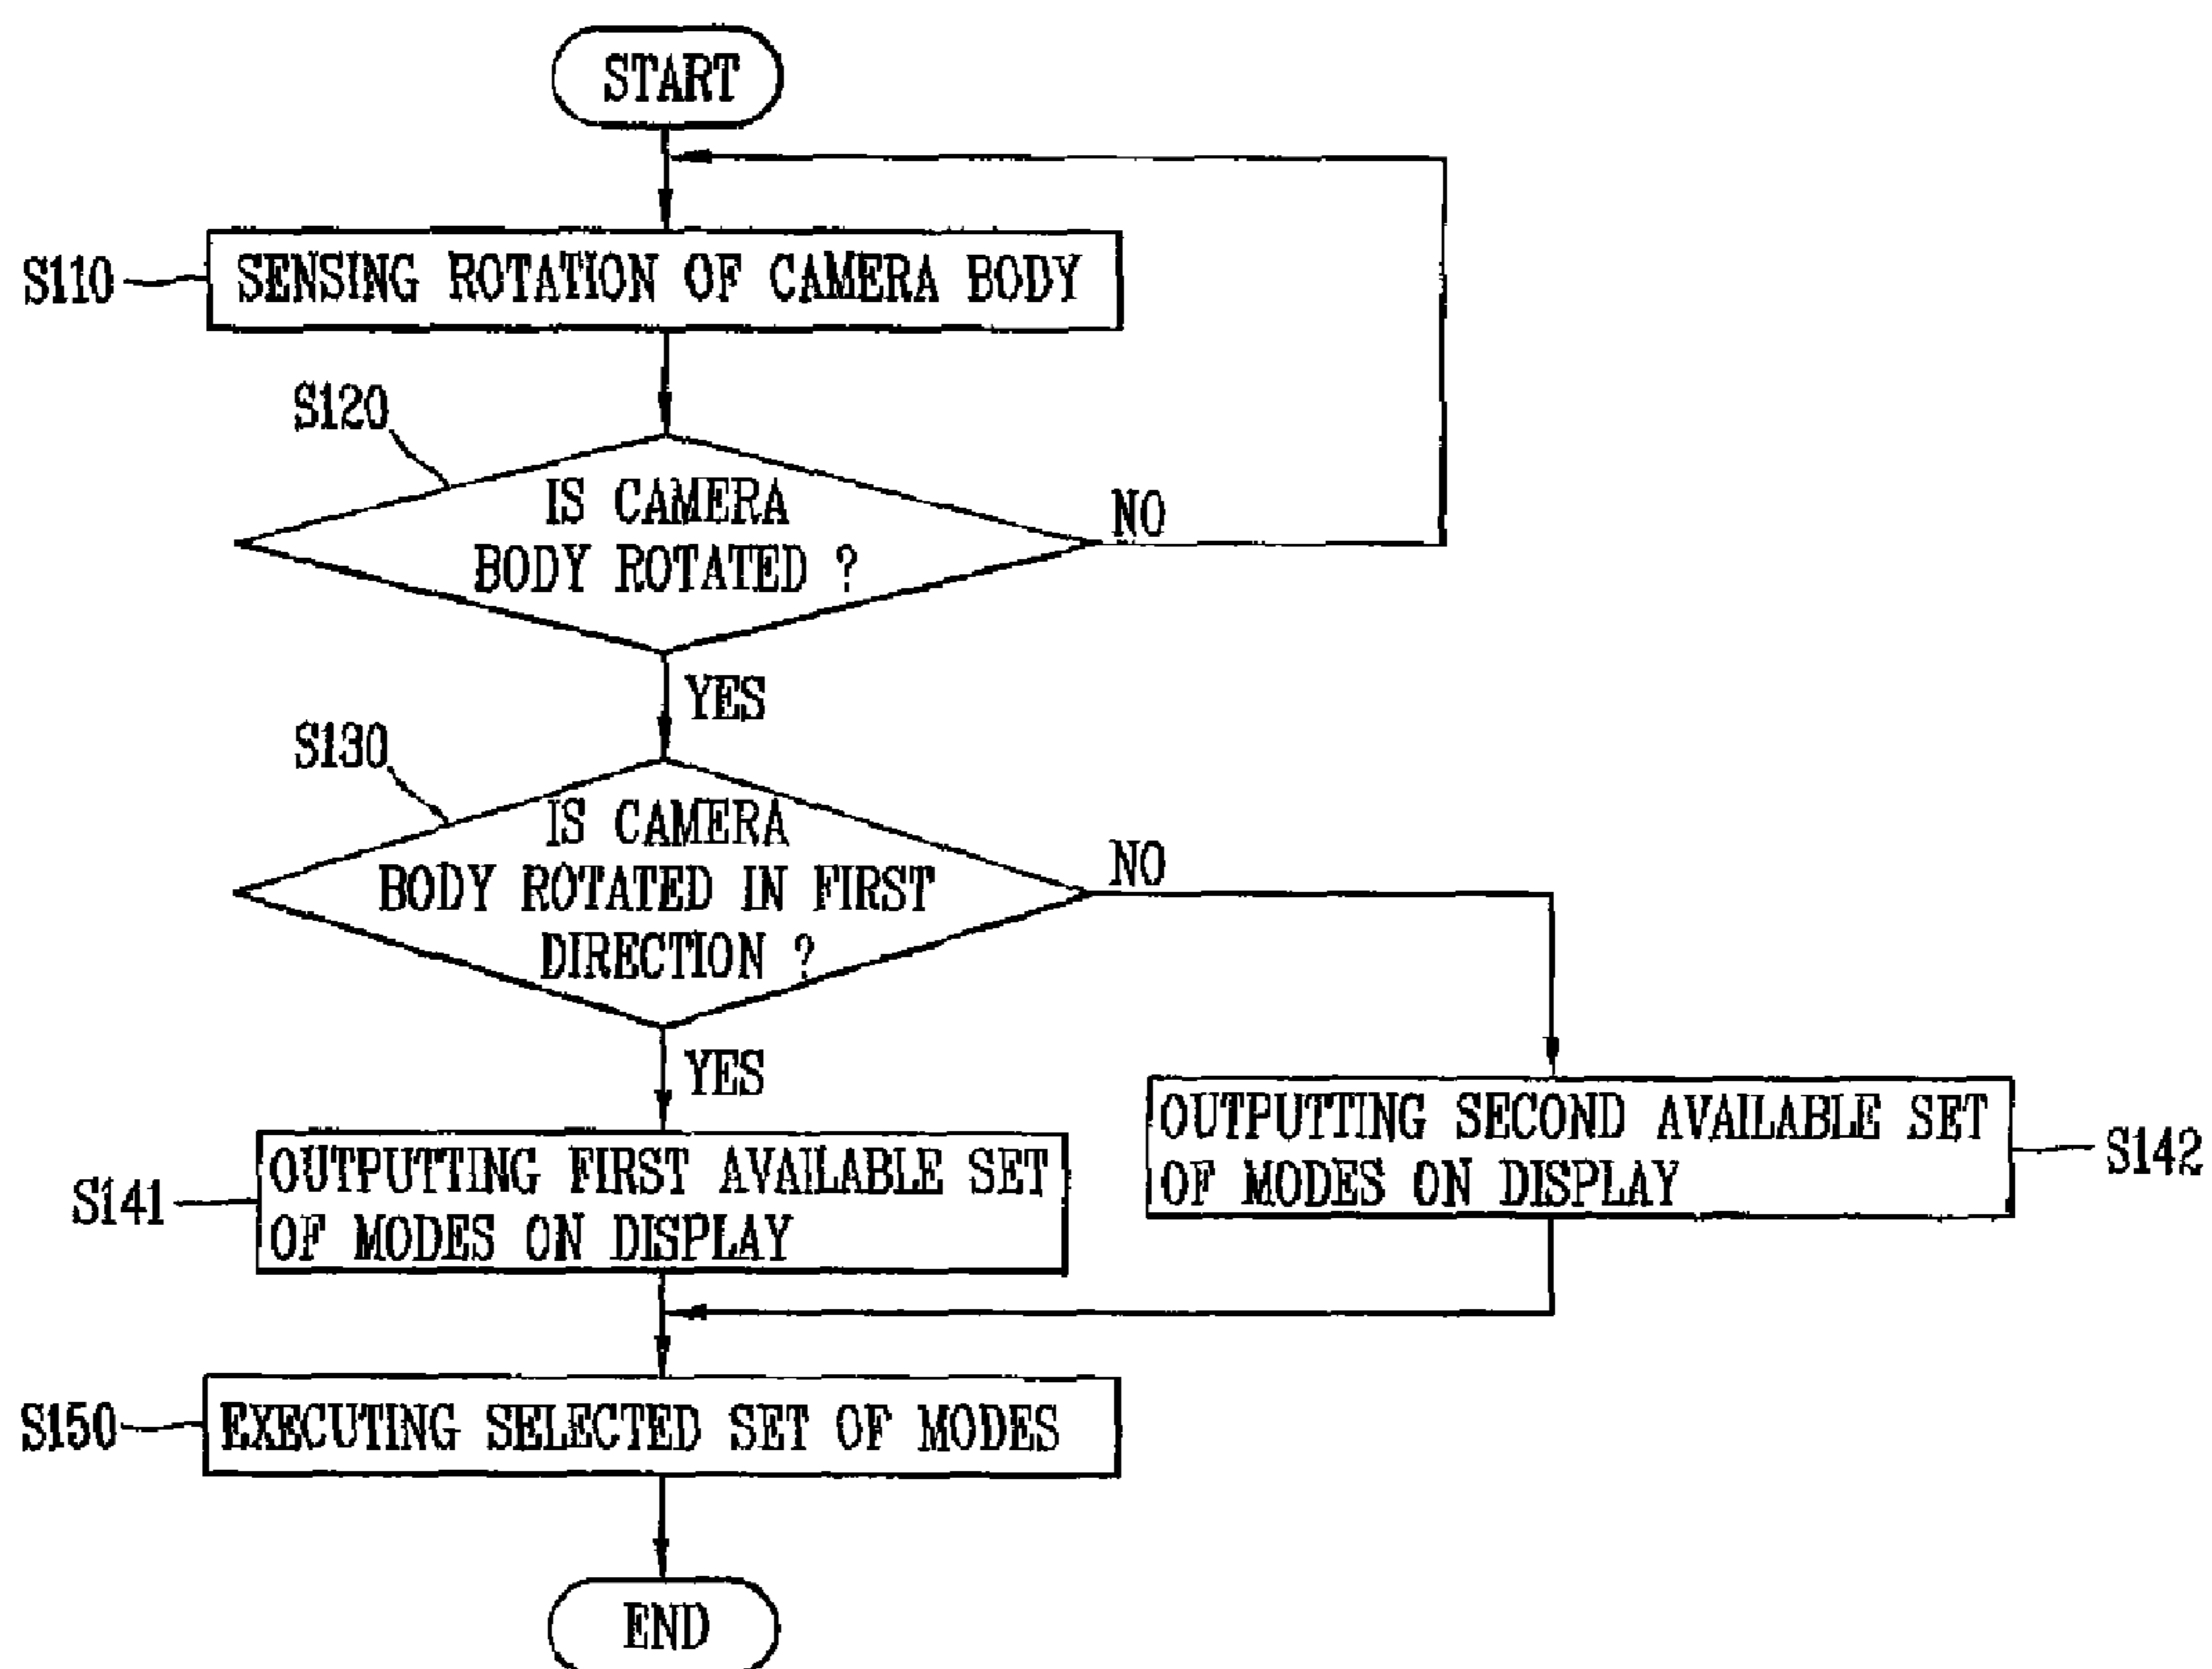 START
S110
SENSING ROTATION OF CAMERA BODY
S120
IS CAMERA
BODY ROTATED ?
NO
YES
S130
IS CAMERA
BODY ROTATED IN FIRST
DIRECTION ?
NO
YES
S141
OUTPUTTING FIRST AVAILABLE SET
OF MODES ON DISPLAY
OUTPUTTING SECOND AVAILABLE SET
OF MODES ON DISPLAY
S142
S150
EXECUTING SELECTED SET OF MODES
END